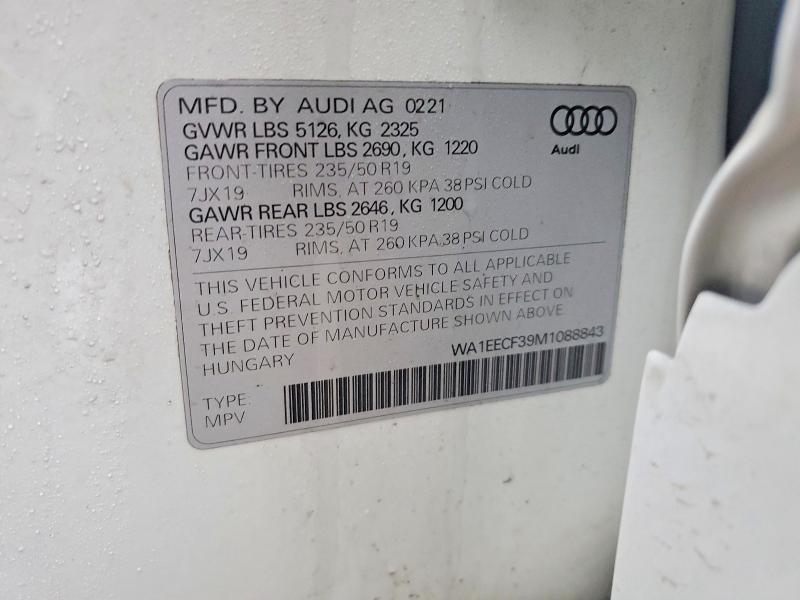 MFD. BY AUDI AG 0221
GVWR LBS 5126, KG 2325
GAWR FRONT LBS 2690, KG 1220
FRONT-TIRES 235/50 R19
7JX19 RIMS, AT 260 KPA 38 PSI COLD
GAWR REAR LBS 2646, KG 1200
REAR-TIRES 235/50 R19
7JX19 RIMS, AT 260 KPA 38 PSI COLD
Audi
THIS VEHICLE CONFORMS TO ALL APPLICABLE
U.S. FEDERAL MOTOR VEHICLE SAFETY AND
THEFT PREVENTION STANDARDS IN EFFECT ON
THE DATE OF MANUFACTURE SHOWN ABOVE
HUNGARY
WA1EECF39M1088843
TYPE:
MPV